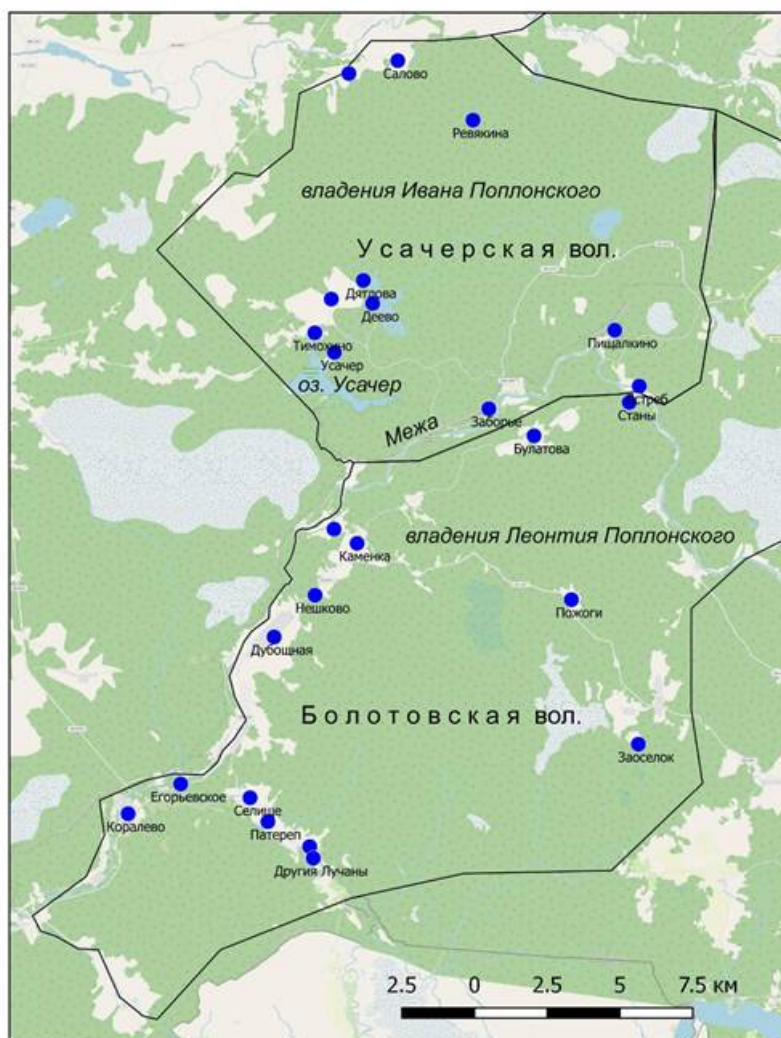 Салово
Ревякина
владения Ивана Поплонского
Усачерская вол.
Дятлова
Деево
Тимохино
Усачер
оз. Усачер
Пищалкино
Ястреб
Станы
Заборье
Межа
Булатова
владения Леонтия Поплонского
Каменка
Нешково
Пожоги
Дубощная
Болотовская вол.
Заоселок
Егорьевское
Селище
Коралево
Патереп
Другия Лучаны
2.5 0 2.5 5 7.5 км